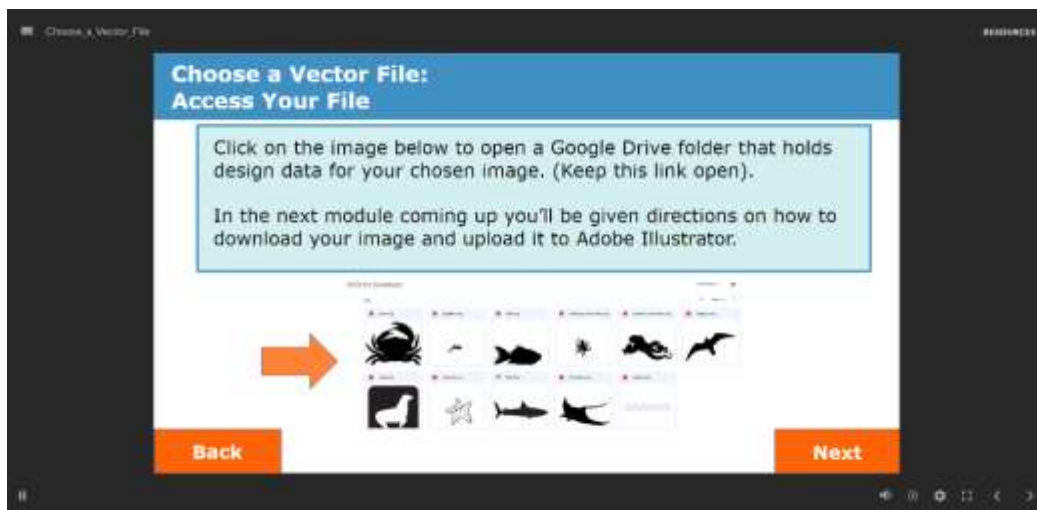 Choose_a_Vector_File
RESOURCES
Choose a Vector File:
Access Your File
Click on the image below to open a Google Drive folder that holds
design data for your chosen image. (Keep this link open).
In the next module coming up you'll be given directions on how to
download your image and upload it to Adobe Illustrator.
Back
Next